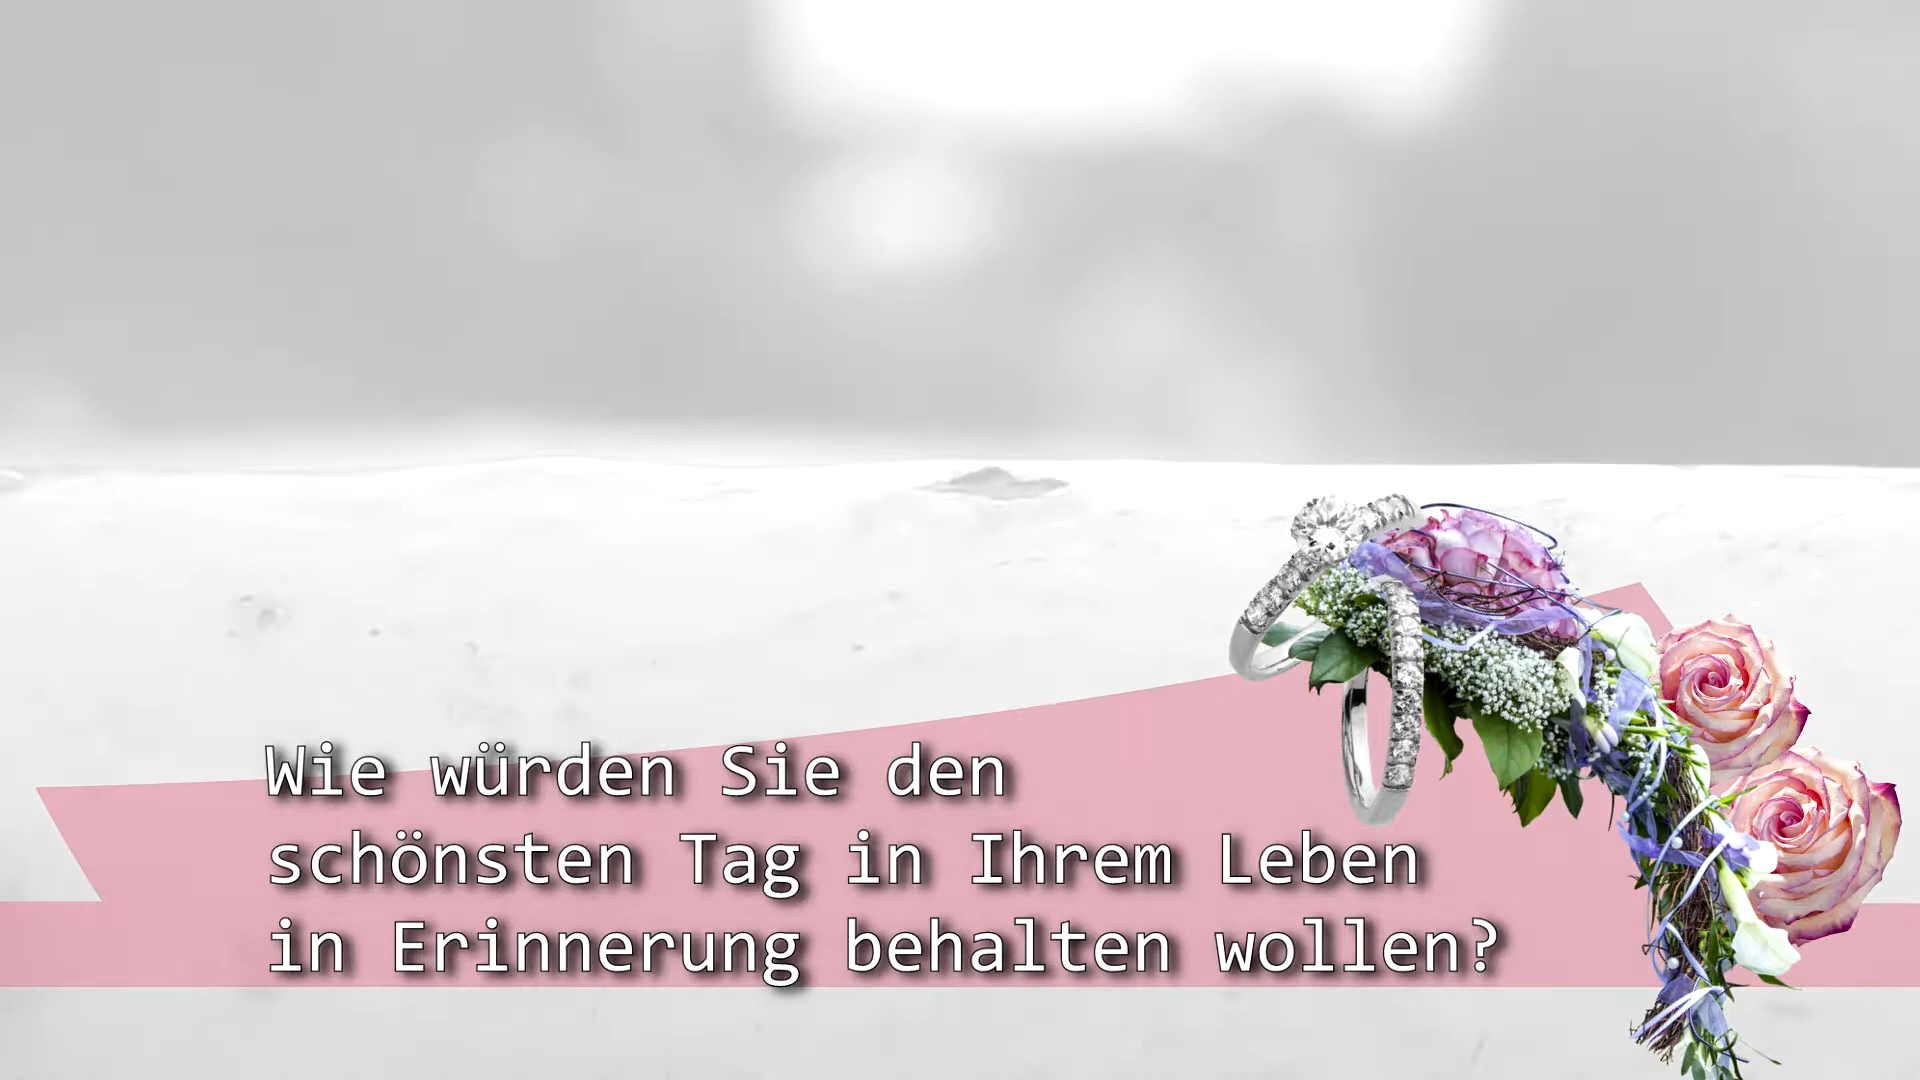 Wie würden Sie den
schönsten Tag in Ihrem Leben
in Erinnerung behalten wollen?